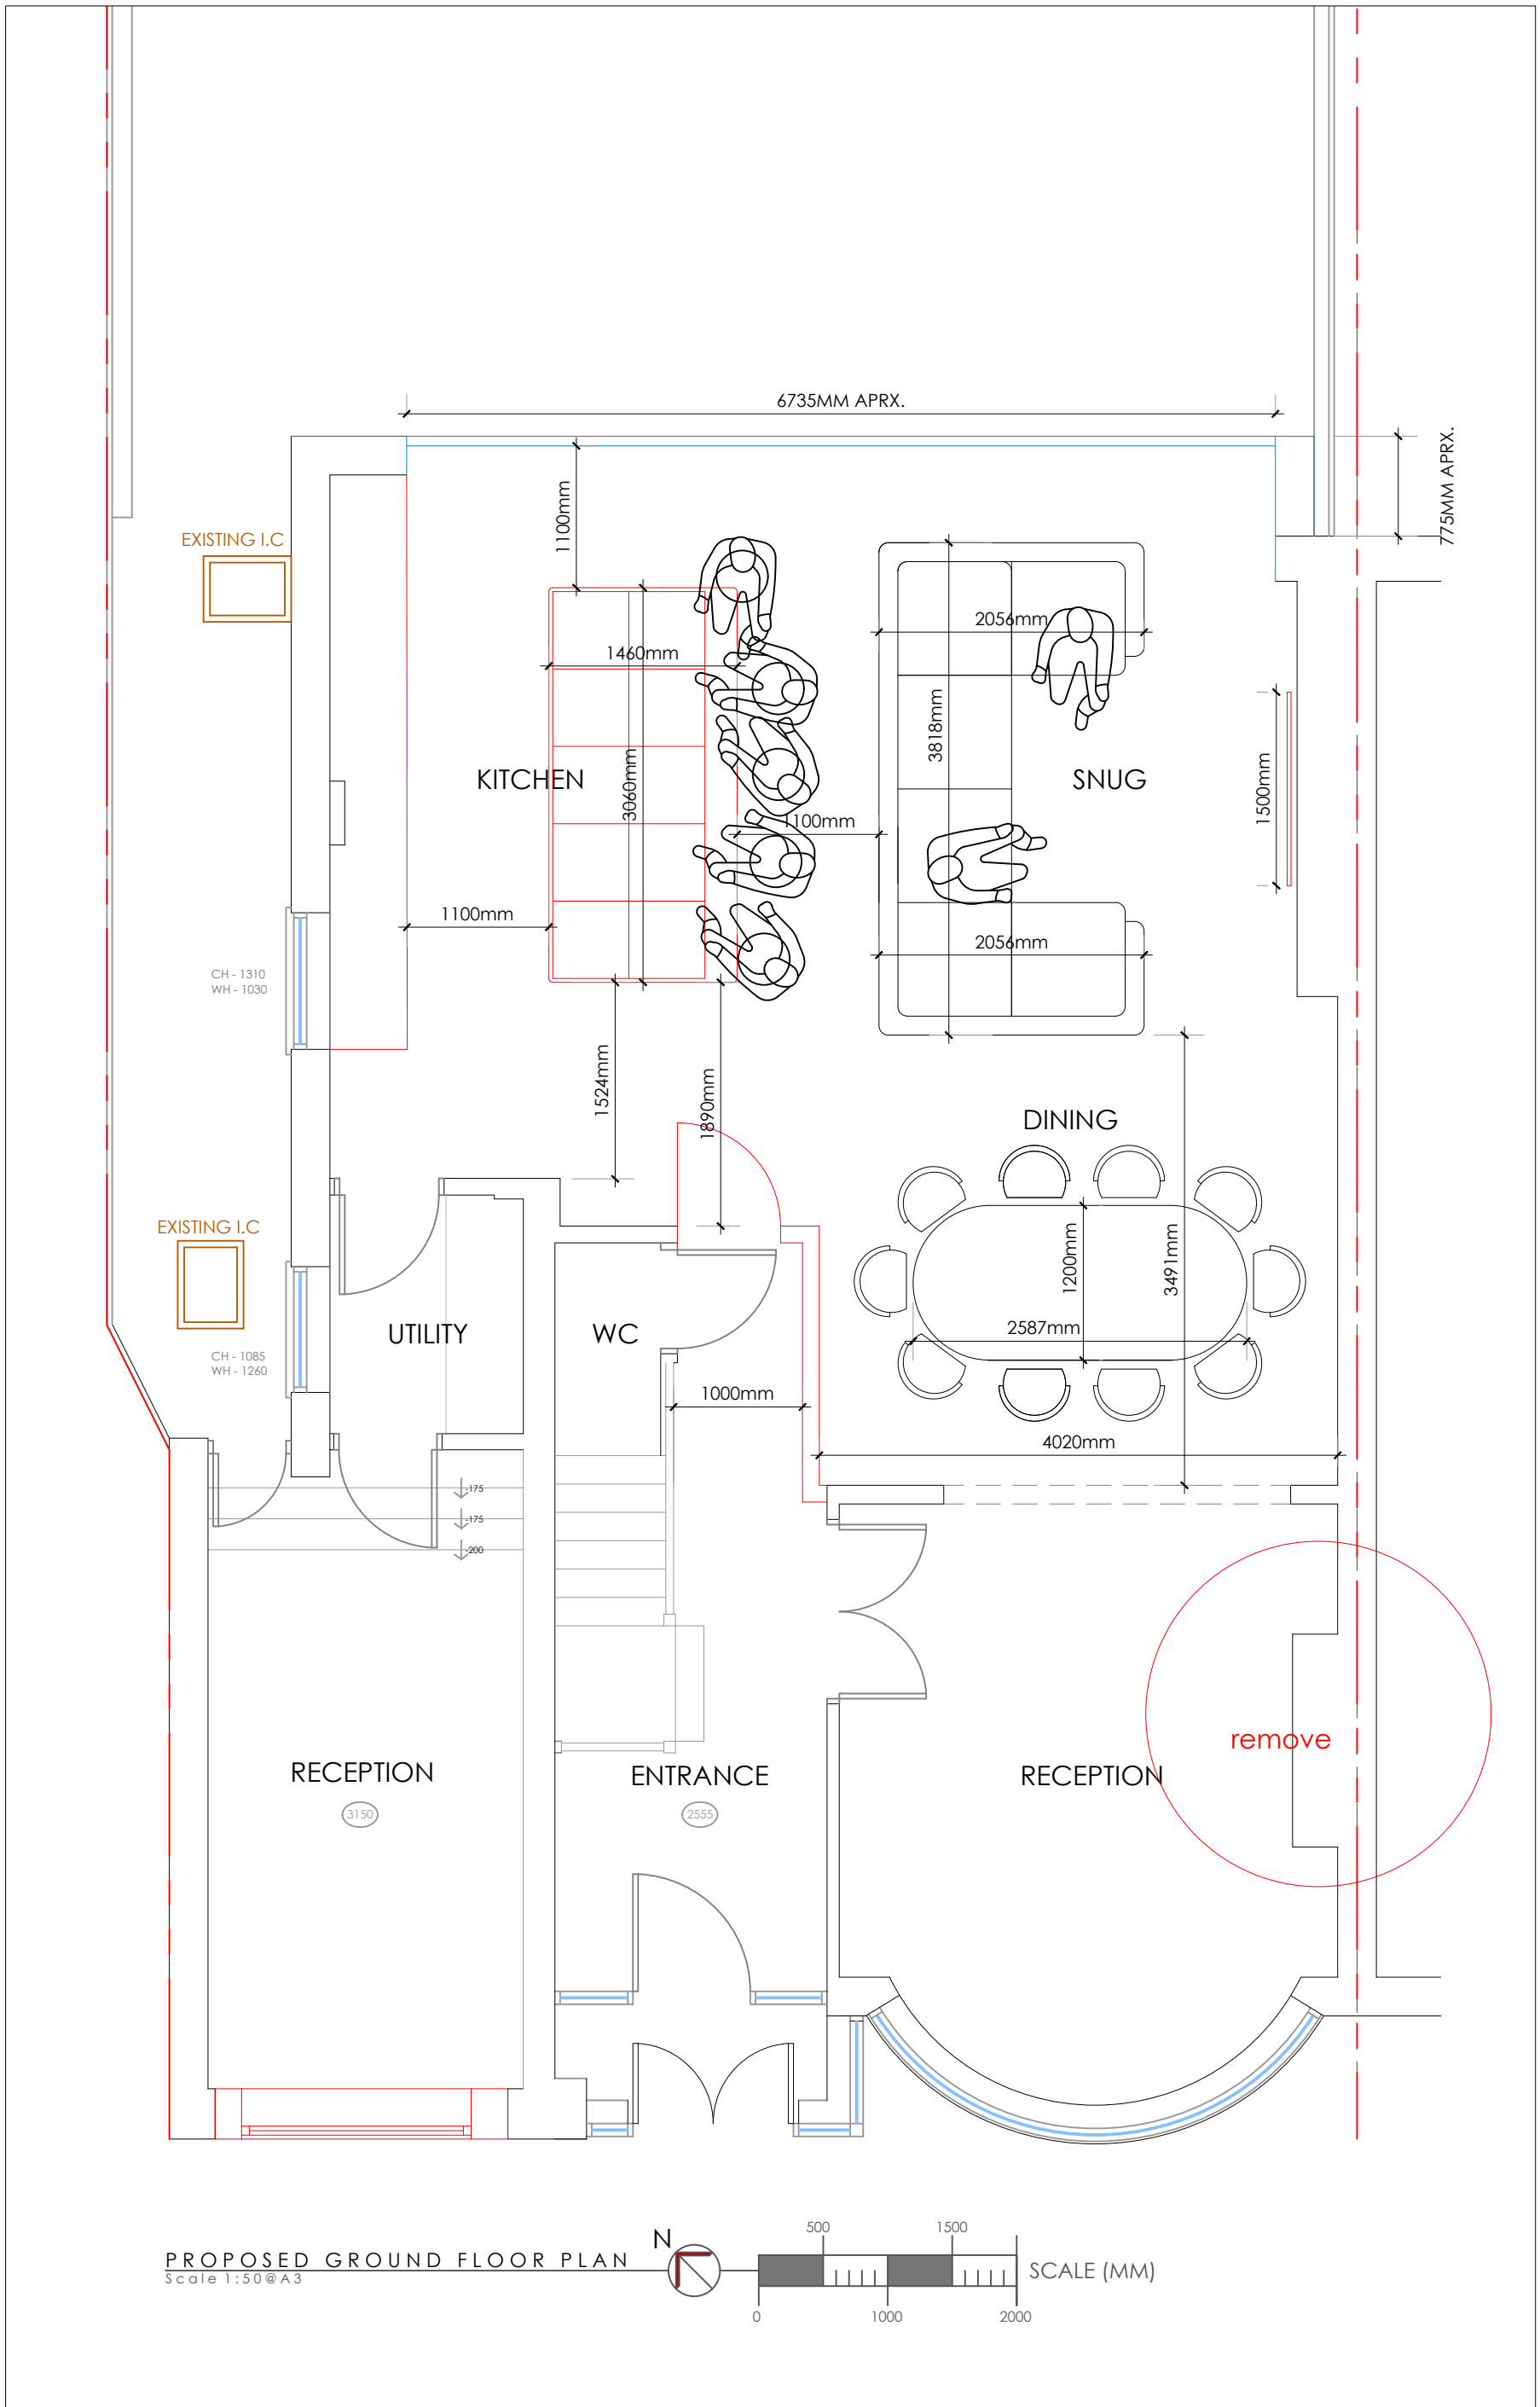 6735MM APRX.
775MM APRX.
1100mm
EXISTING I.C
1460mm
2056mm
3818mm
KITCHEN
3060mm
SNUG
1500mm
1100mm
1100mm
2056mm
CH - 1310
WH - 1030
1524mm
1890mm
DINING
EXISTING I.C
1200mm
3491mm
UTILITY
WC
2587mm
CH - 1085
WH - 1260
1000mm
4020mm
-175
-175
-200
remove
RECEPTION
ENTRANCE
RECEPTION
3150
2555
PROPOSED GROUND FLOOR PLAN
Scale 1:50@A3
N
500
1500
SCALE (MM)
0
1000
2000